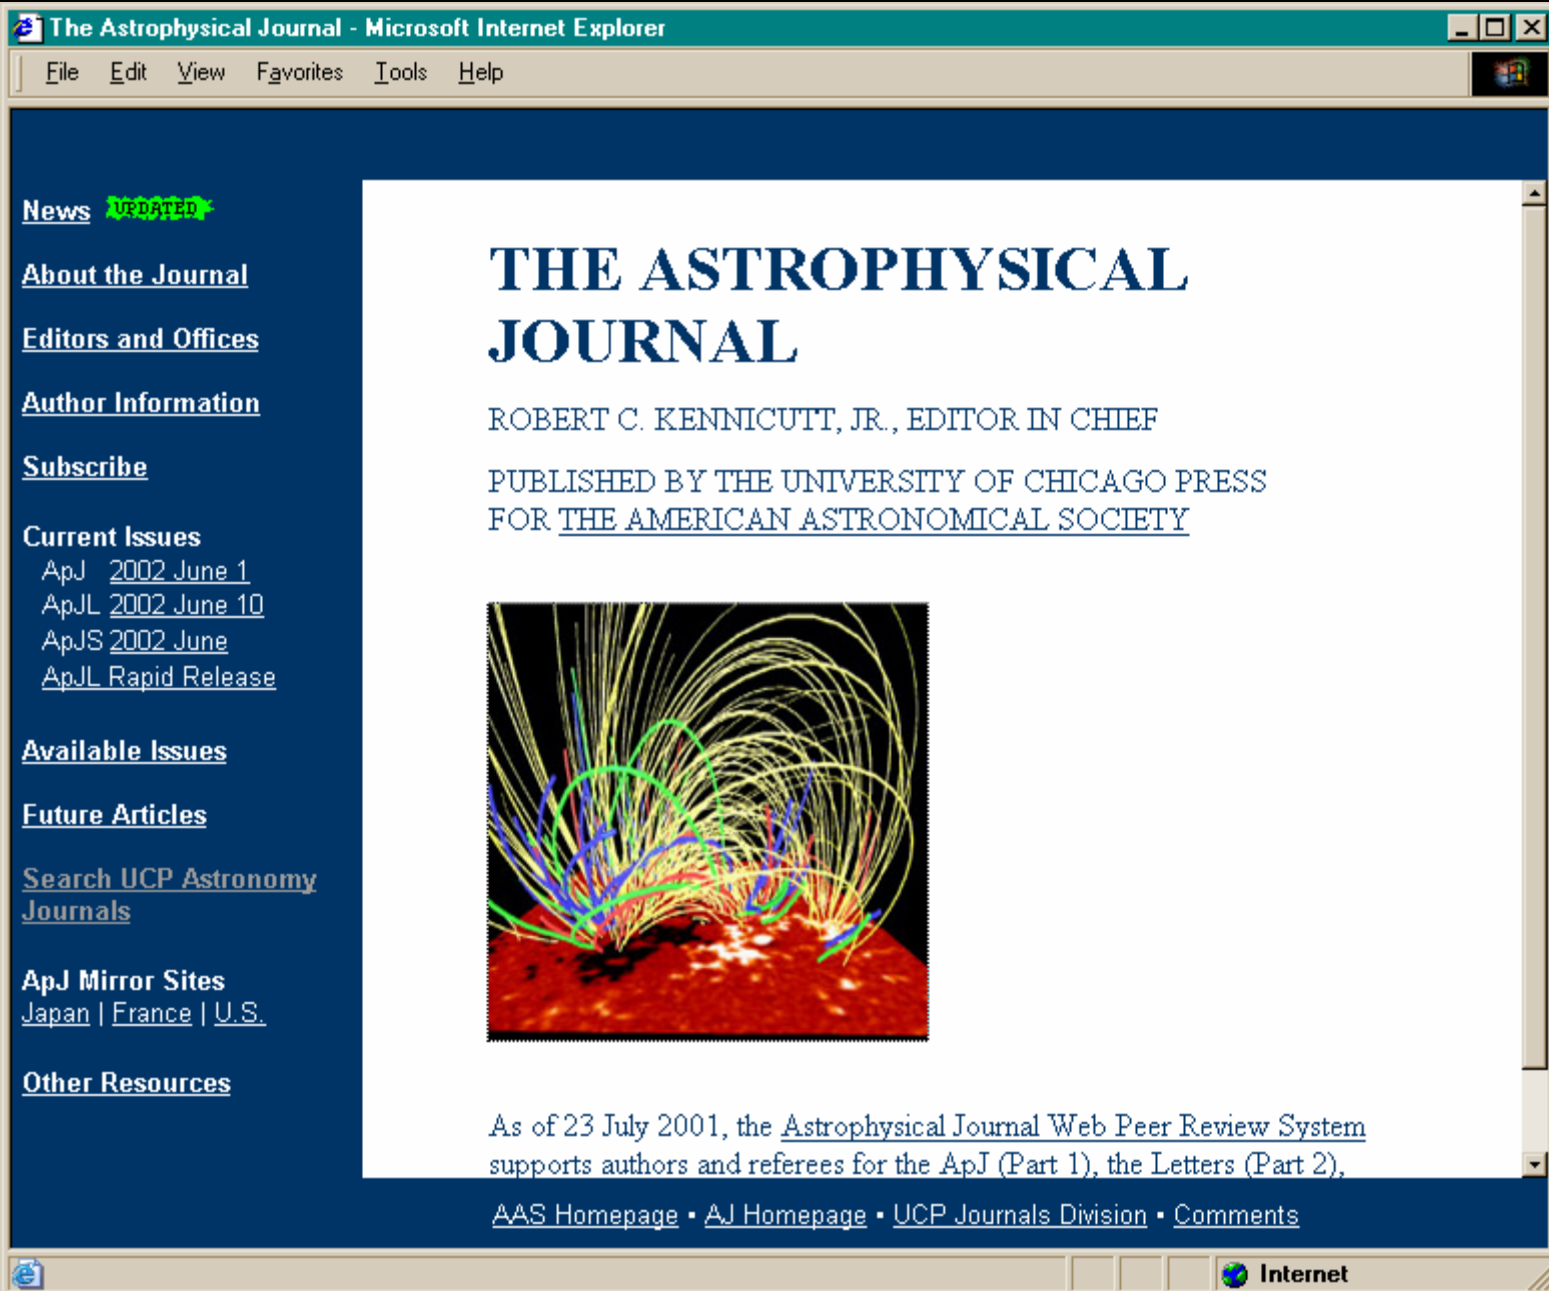 The Astrophysical Journal - Microsoft Internet Explorer
File Edit View Favorites Tools Help
News UPDATED
About the Journal
Editors and Offices
Author Information
Subscribe
Current Issues
ApJ 2002 June 1
ApJL 2002 June 10
ApJS 2002 June
ApJL Rapid Release
Available Issues
Future Articles
Search UCP Astronomy
Journals
ApJ Mirror Sites
Japan | France | U.S.
Other Resources
THE ASTROPHYSICAL
JOURNAL
ROBERT C. KENNICUTT, JR., EDITOR IN CHIEF
PUBLISHED BY THE UNIVERSITY OF CHICAGO PRESS
FOR THE AMERICAN ASTRONOMICAL SOCIETY
As of 23 July 2001, the Astrophysical Journal Web Peer Review System
supports authors and referees for the ApJ (Part 1), the Letters (Part 2),
AAS Homepage ▪ AJ Homepage ▪ UCP Journals Division ▪ Comments
Internet